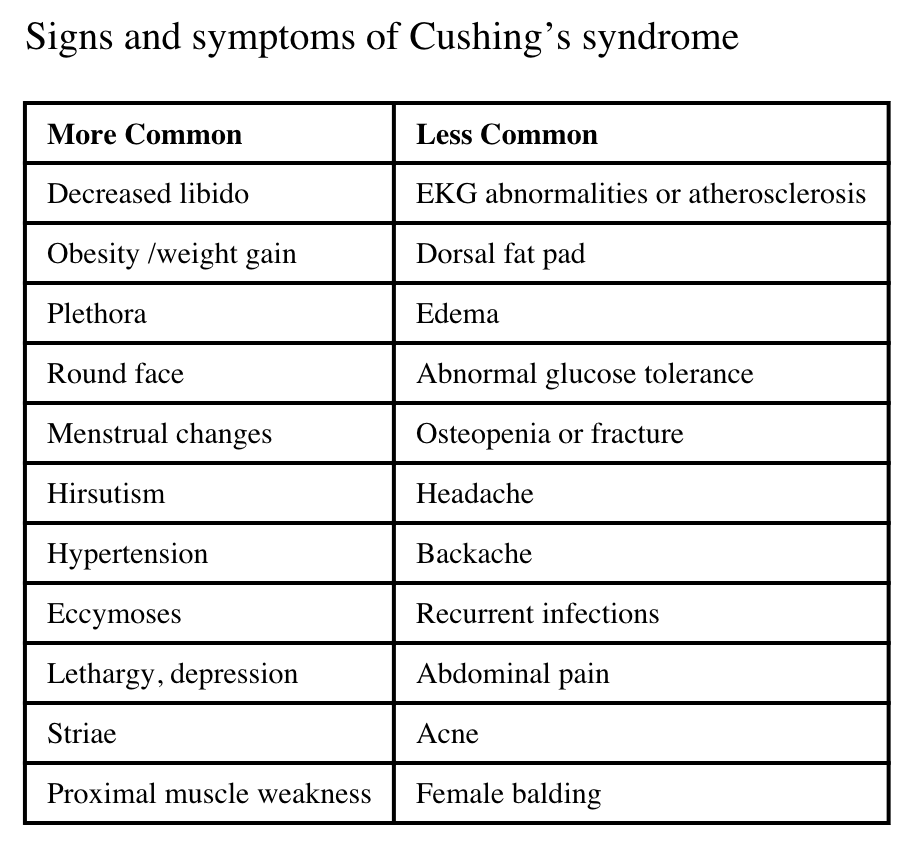 Signs and symptoms of Cushing’s syndrome
More Common Less Common
Decreased libido EKG abnormalities or atherosclerosis
Obesity /weight gain Dorsal fat pad
Plethora Edema
Round face Abnormal glucose tolerance
Menstrual changes Osteopenia or fracture
Hirsutism Headache
Hypertension Backache
Eccymoses Recurrent infections
Lethargy, depression Abdominal pain
Striae Acne
Proximal muscle weakness Female balding